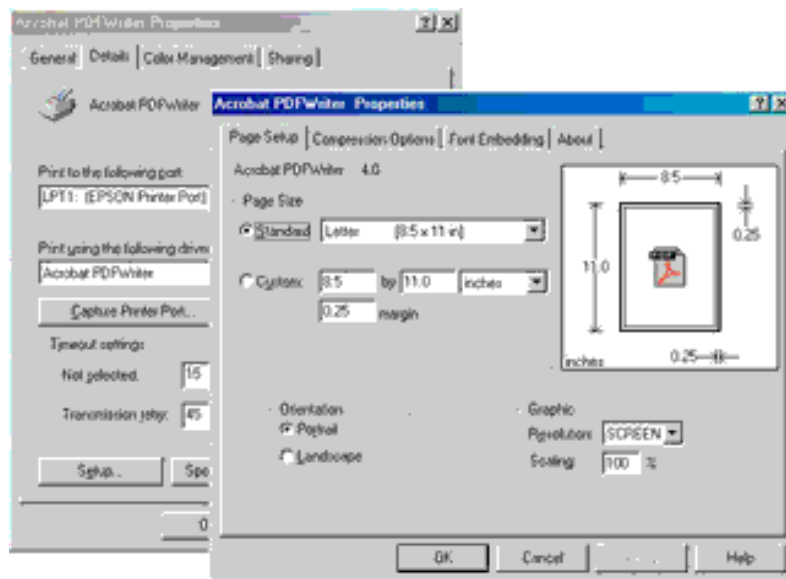 Acrobat PDFWriter Properties
General Details Color Management Sharing
Acrobat PDFWriter
Print to the following port
LPT1: (EPSON Printer Port)
Print using the following drive
Acrobat PDFWriter
Capture Printer Port...
Timeout settings
Not selected: 15
Transmission retry: 45
Setup... Spo
O
Acrobat PDFWriter Properties
Page Setup Compression Options Font Embedding About
Acrobat PDFWriter 4.0
Page Size
Standard Letter (8.5 x 11 in)
Custom: 8.5 by 11.0 inches
0.25 margin
8.5
0.25
11.0
inches 0.25
Orientation
Portrait
Landscape
Graphic
Resolution: SCREEN
Scaling: 100 %
OK Cancel Help